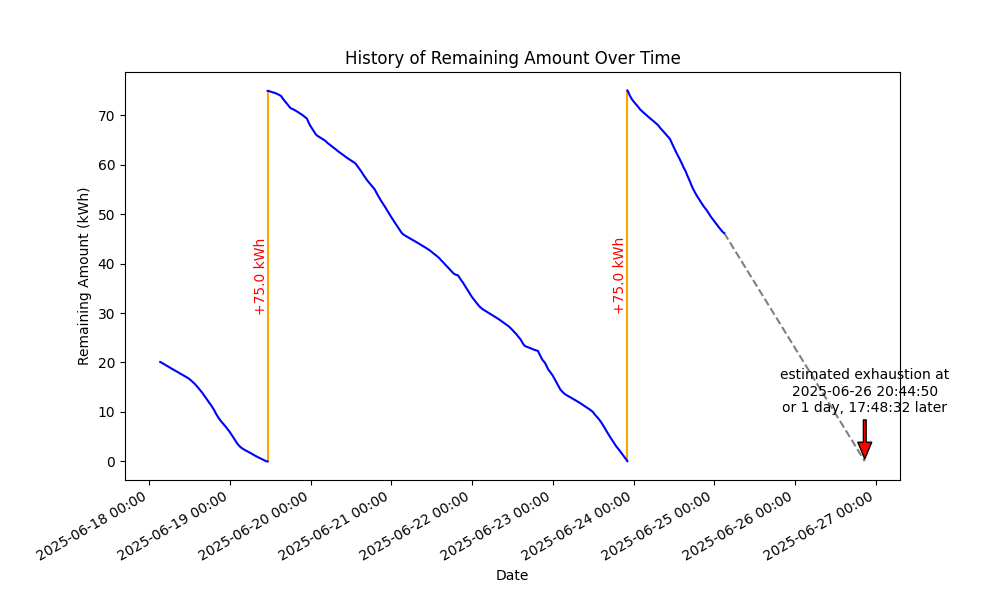 History of Remaining Amount Over Time
Remaining Amount (kWh)
70
60
50
40
30
20
10
0
+75.0 kWh
+75.0 kWh
estimated exhaustion at
2025-06-26 20:44:50
or 1 day, 17:48:32 later
2025-06-18 00:00
2025-06-19 00:00
2025-06-20 00:00
2025-06-21 00:00
2025-06-22 00:00
2025-06-23 00:00
2025-06-24 00:00
2025-06-25 00:00
2025-06-26 00:00
2025-06-27 00:00
Date